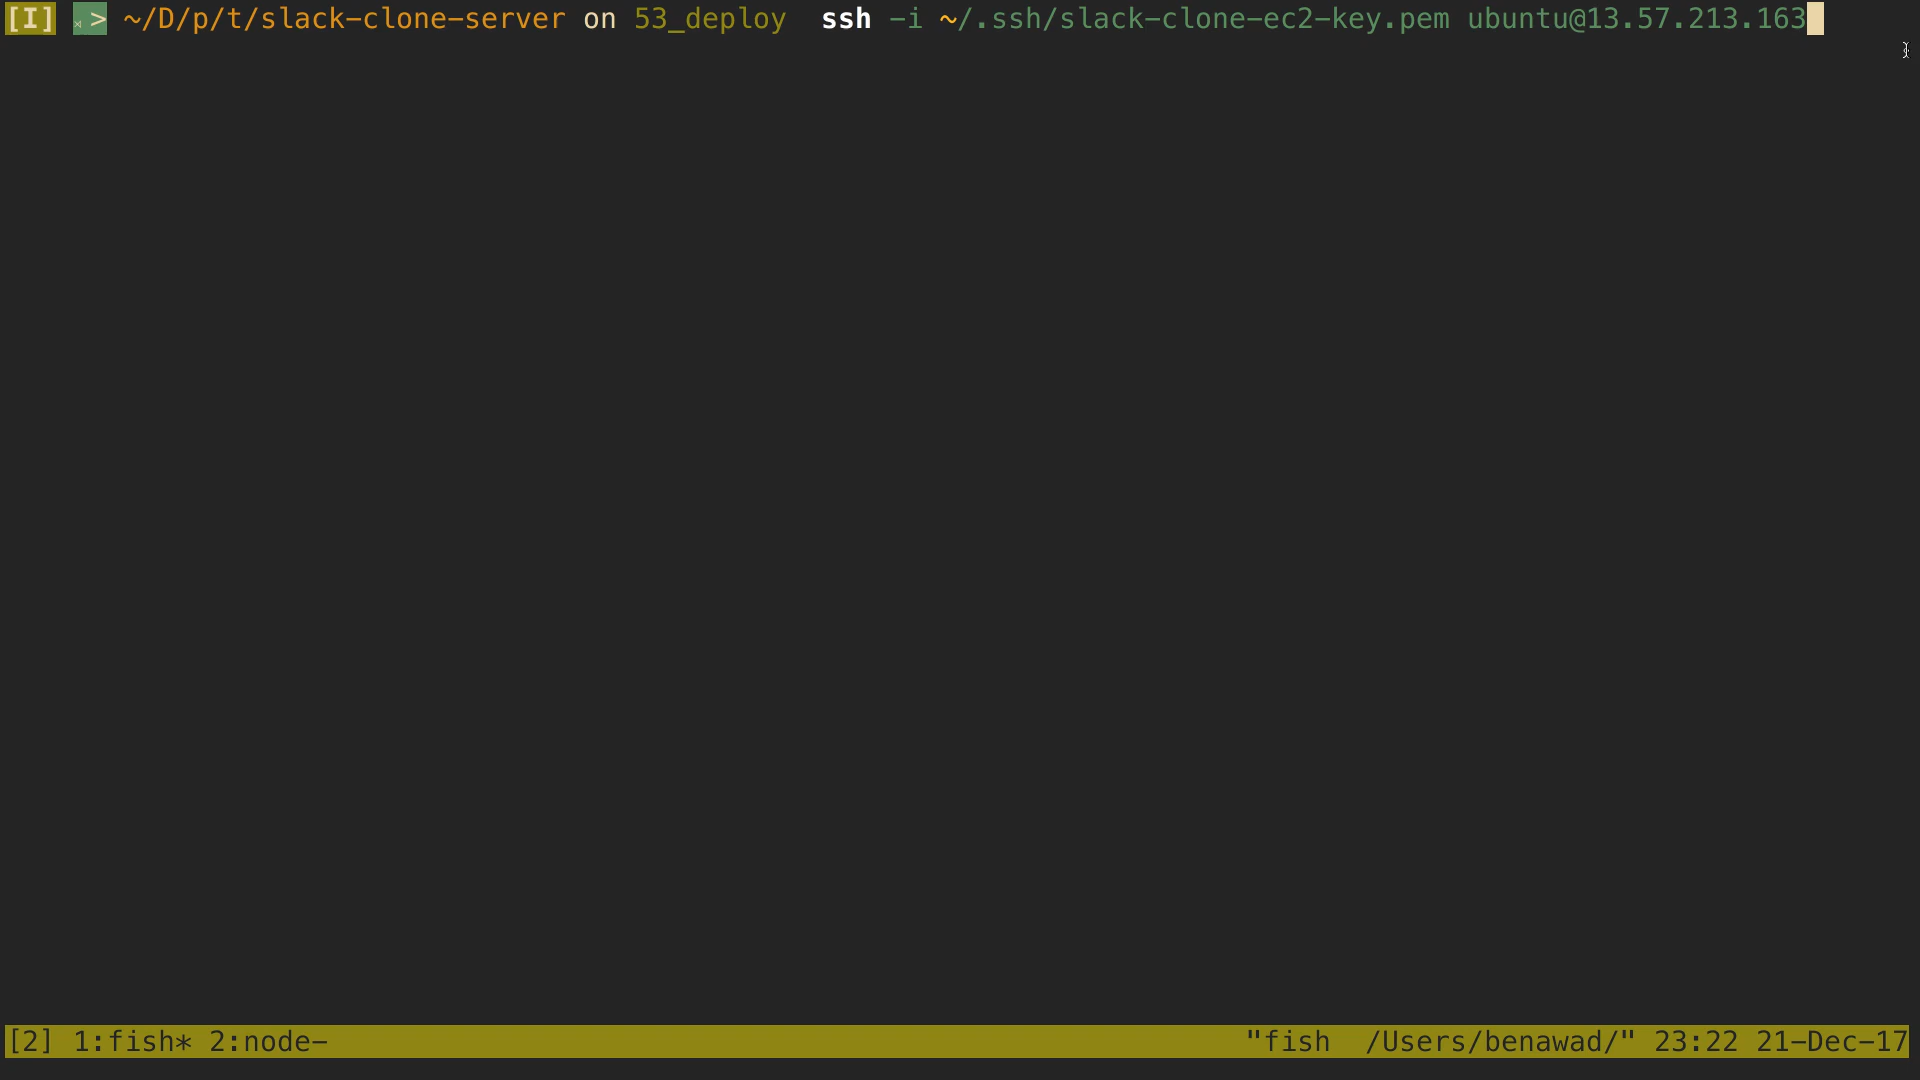 [I] > ~/D/p/t/slack-clone-server on 53_deploy ssh -i ~/.ssh/slack-clone-ec2-key.pem ubuntu@13.57.213.163
[2] 1:fish* 2:node- "fish /Users/benawad/" 23:22 21-Dec-17